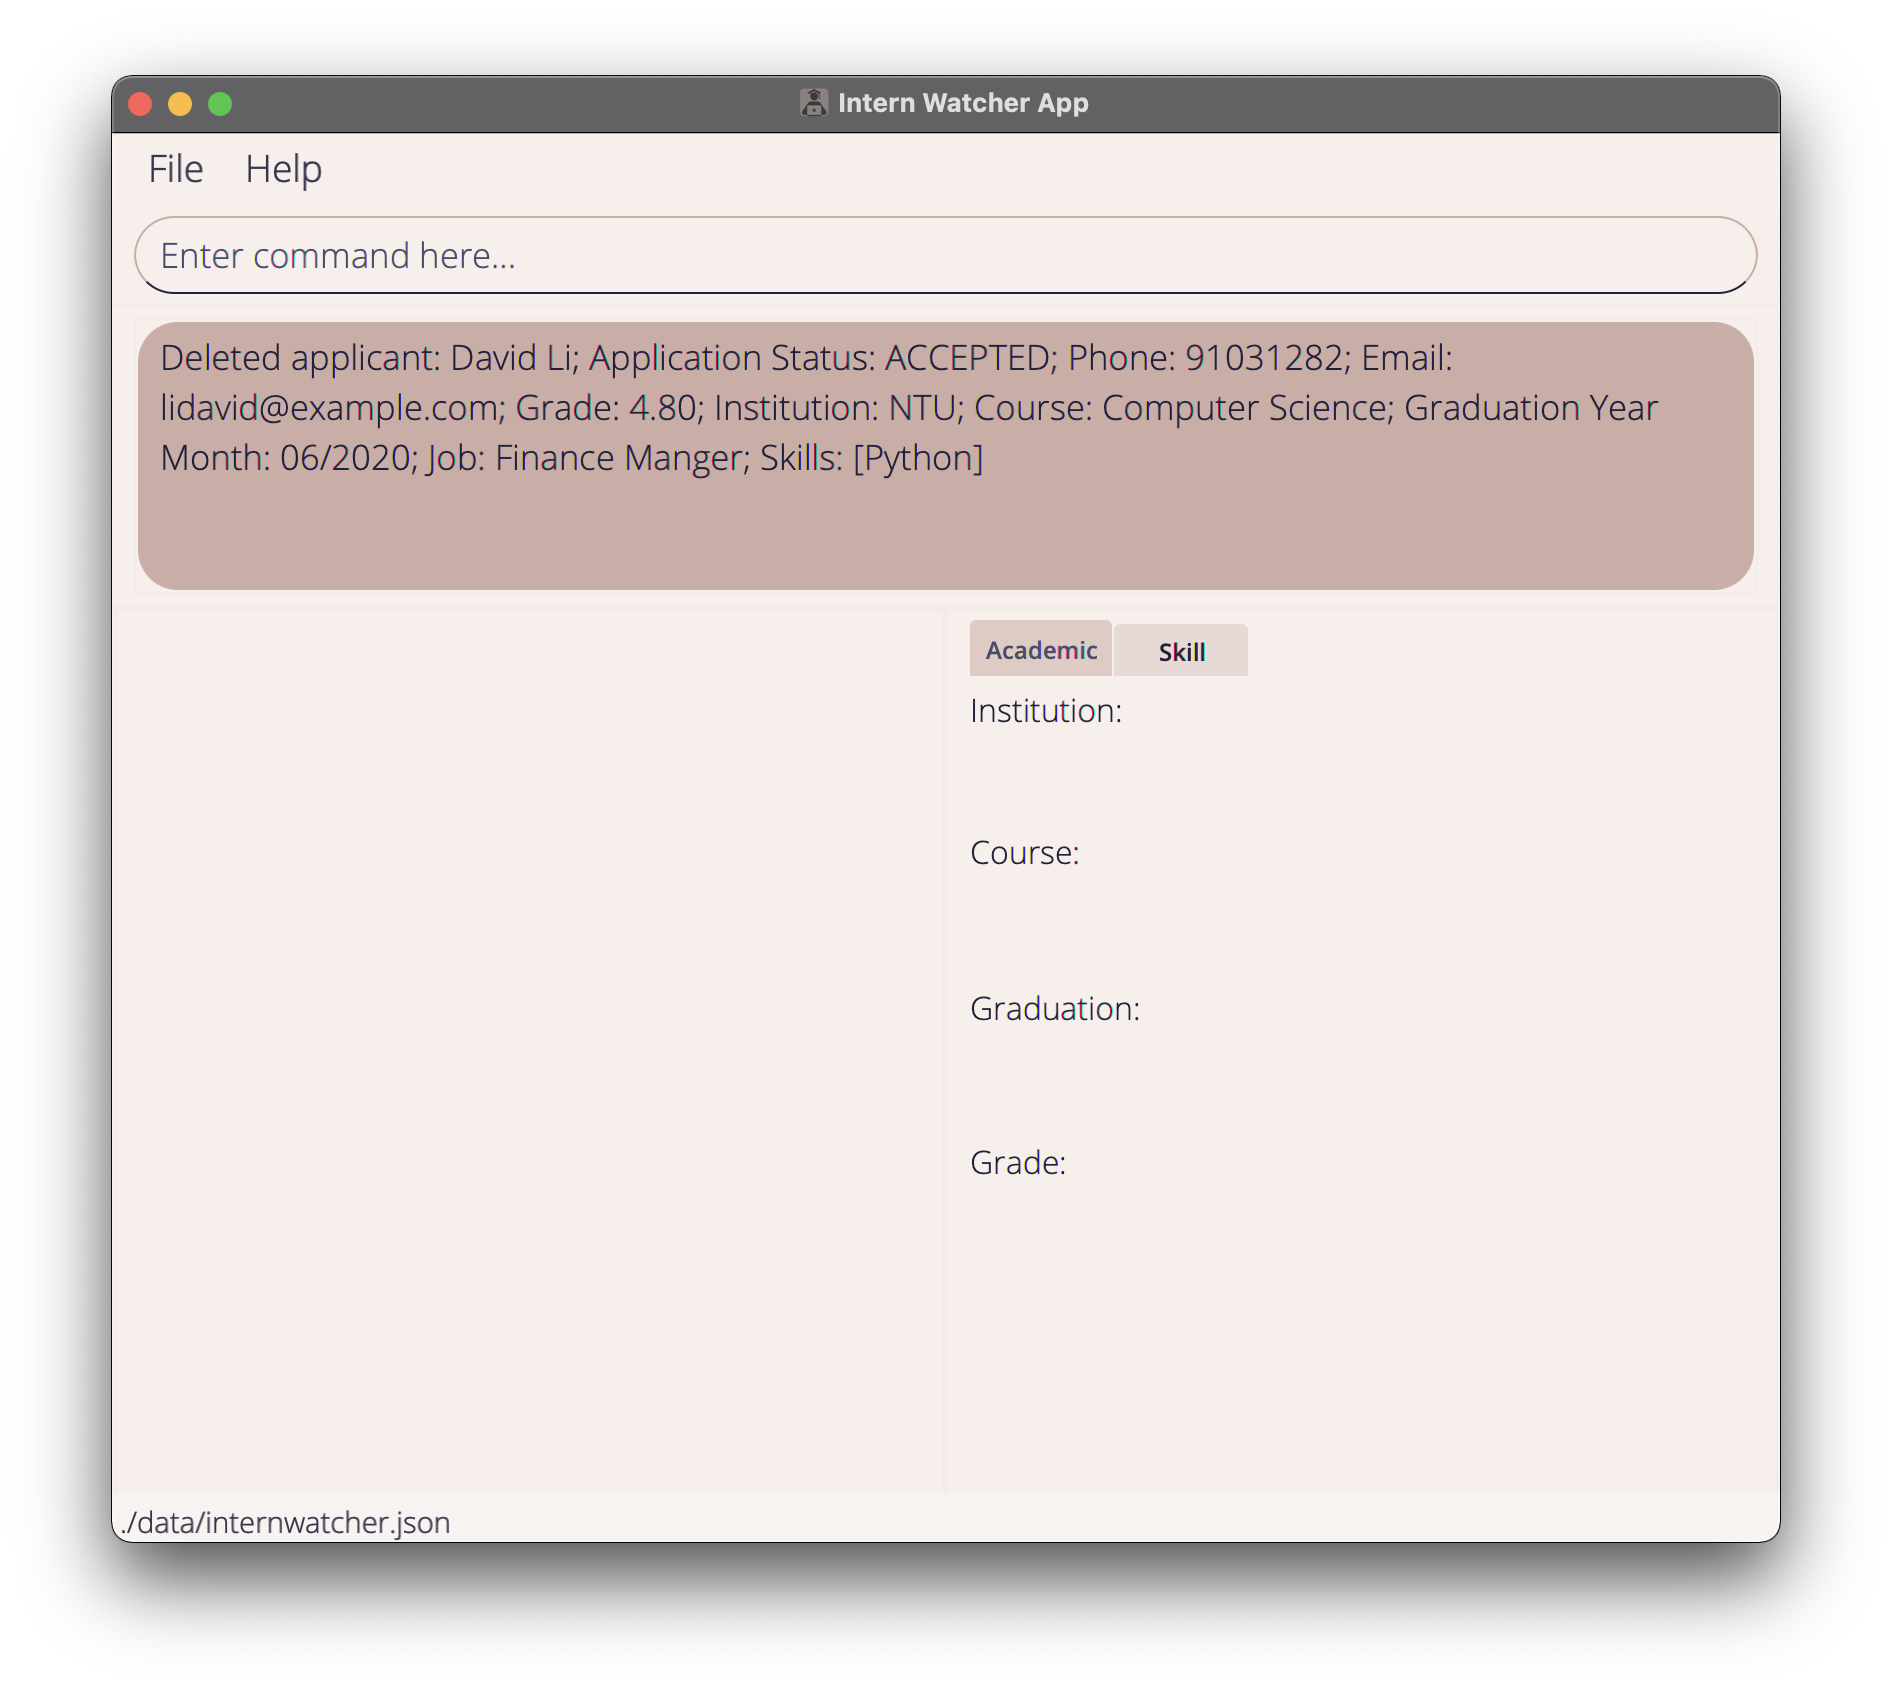 Intern Watcher App
File Help
Enter command here...
Deleted applicant: David Li; Application Status: ACCEPTED; Phone: 91031282; Email:
lidavid@example.com; Grade: 4.80; Institution: NTU; Course: Computer Science; Graduation Year
Month: 06/2020; Job: Finance Manger; Skills: [Python]
Academic Skill
Institution:
Course:
Graduation:
Grade:
./data/internwatcher.json